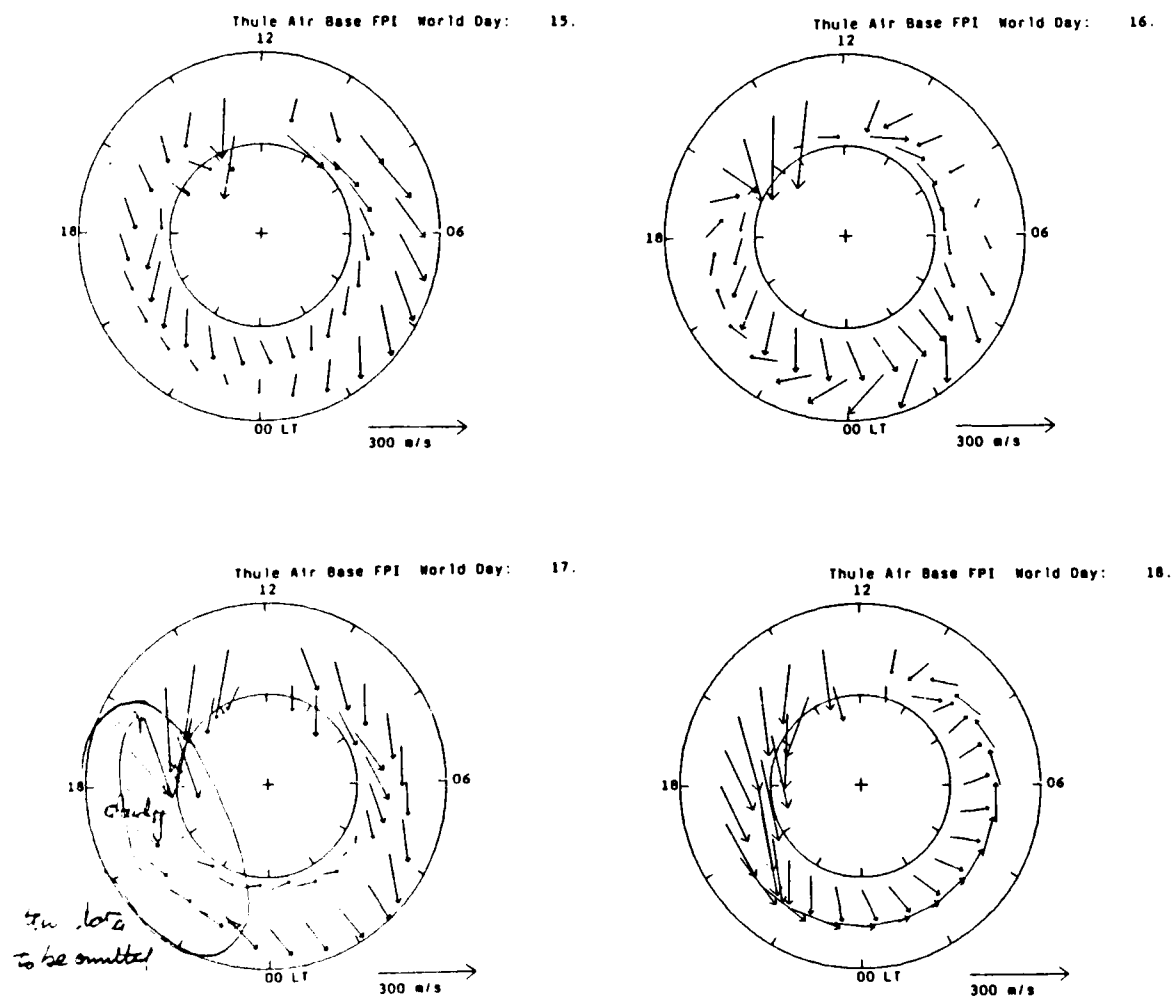 Thule Air Base FPI World Day: 15.
12
18
06
00 LT
300 m/s
Thule Air Base FPI World Day: 16.
12
18
06
00 LT
300 m/s
Thule Air Base FPI World Day: 17.
12
18
06
Cloudy
data
to be omitted
00 LT
300 m/s
Thule Air Base FPI World Day: 18.
12
18
06
00 LT
300 m/s